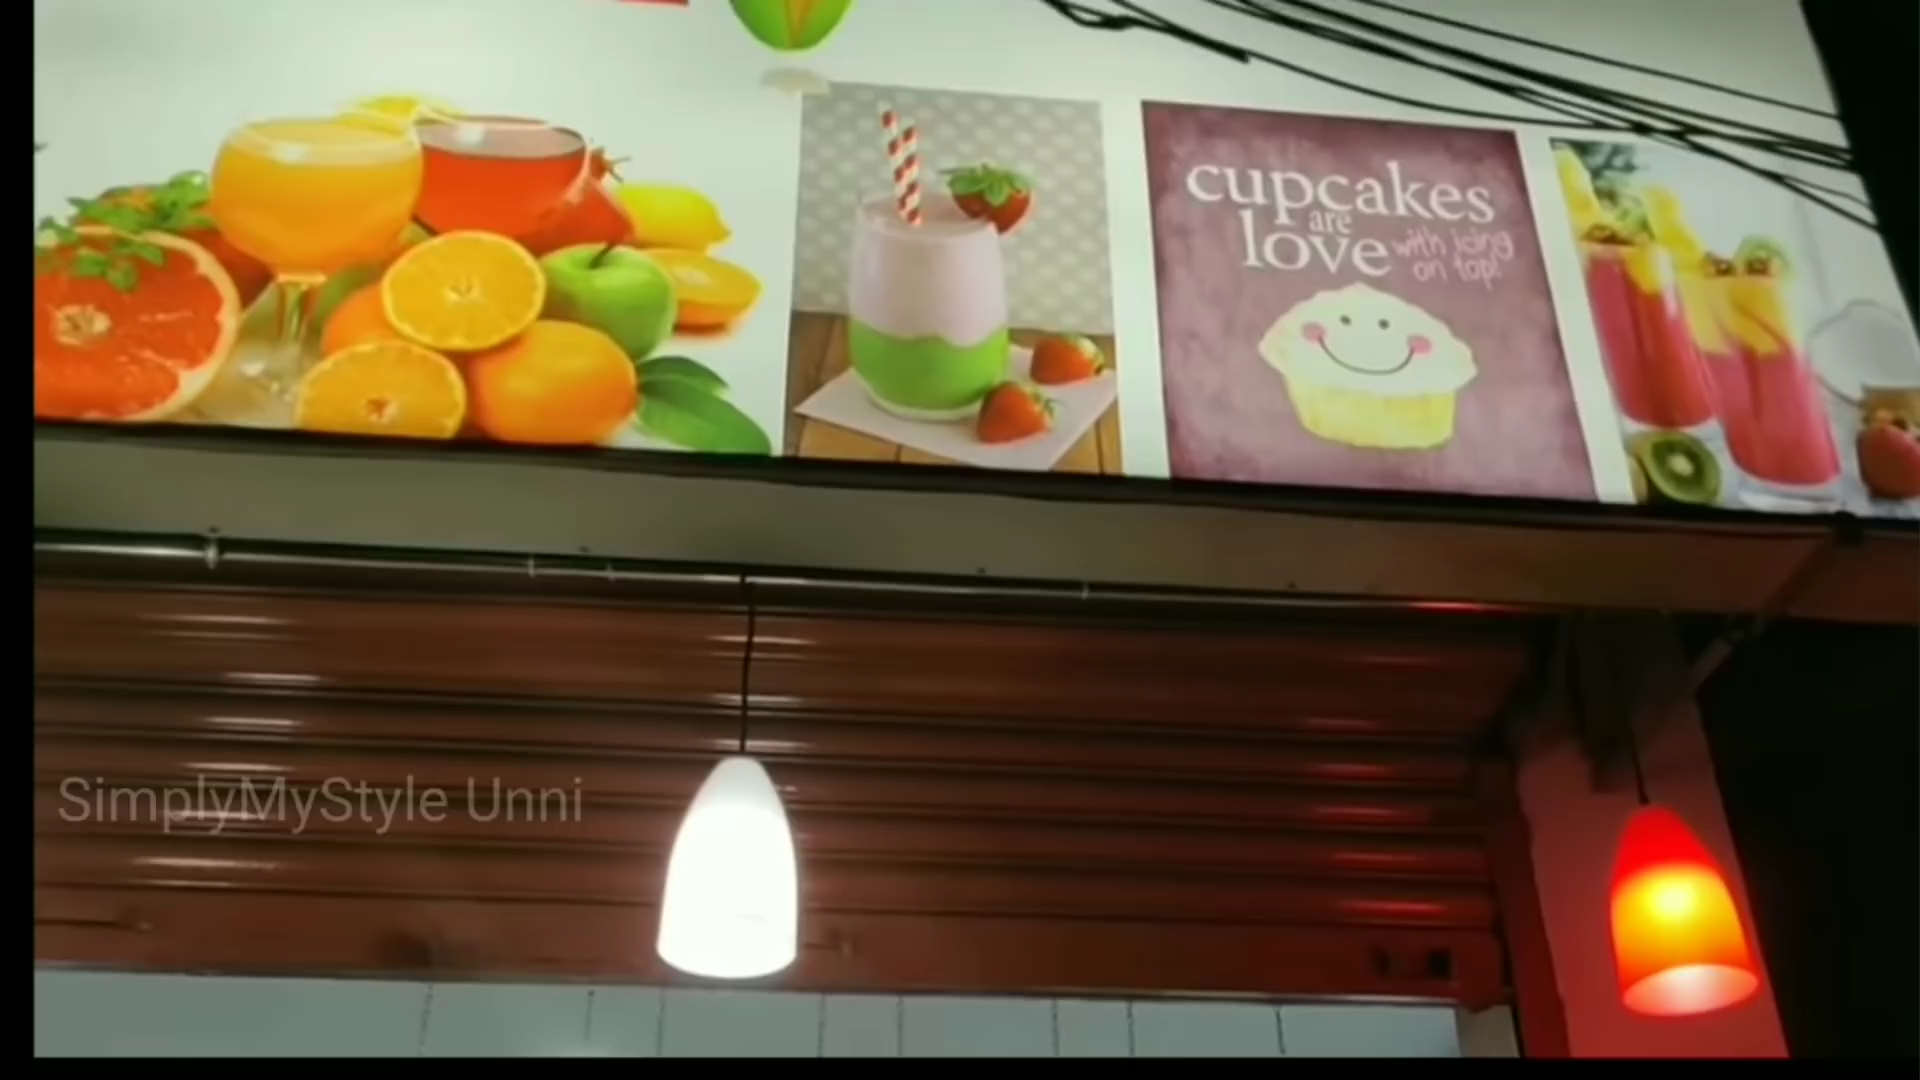 cupcakes
are
love with icing
on top!
SimplyMyStyle Unni